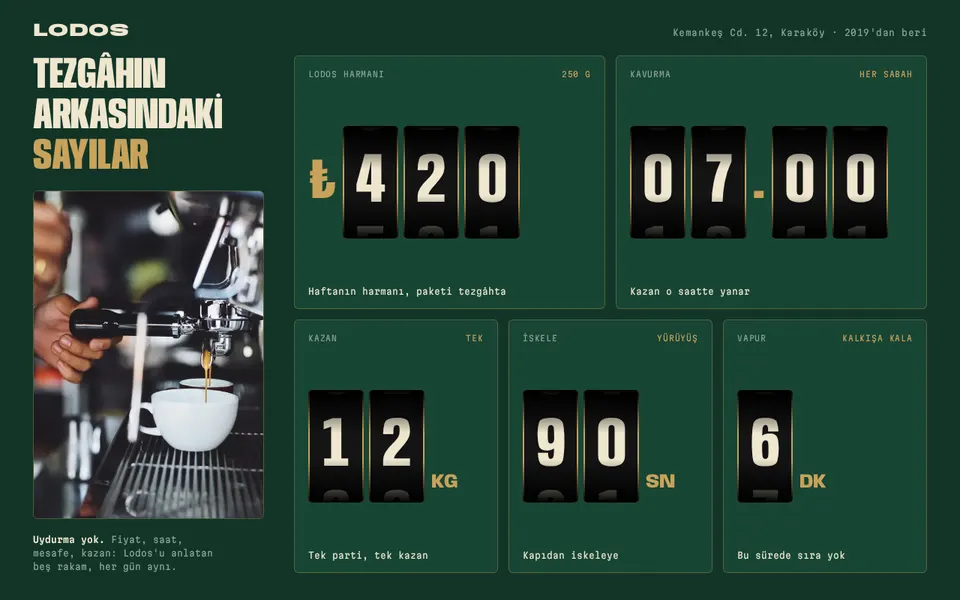 LODOS
Kemankeş Cd. 12, Karaköy · 2019'dan beri
TEZGÂHIN
ARKASINDAKİ
SAYILAR
Uydurma yok. Fiyat, saat,
mesafe, kazan: Lodos'u anlatan
beş rakam, her gün aynı.
LODOS HARMANI
250 G
₺420
Haftanın harmanı, paketi tezgâhta
KAVURMA
HER SABAH
07.00
Kazan o saatte yanar
KAZAN
TEK
12 KG
Tek parti, tek kazan
İSKELE
YÜRÜYÜŞ
90 SN
Kapıdan iskeleye
VAPUR
KALKIŞA KALA
6 DK
Bu sürede sıra yok